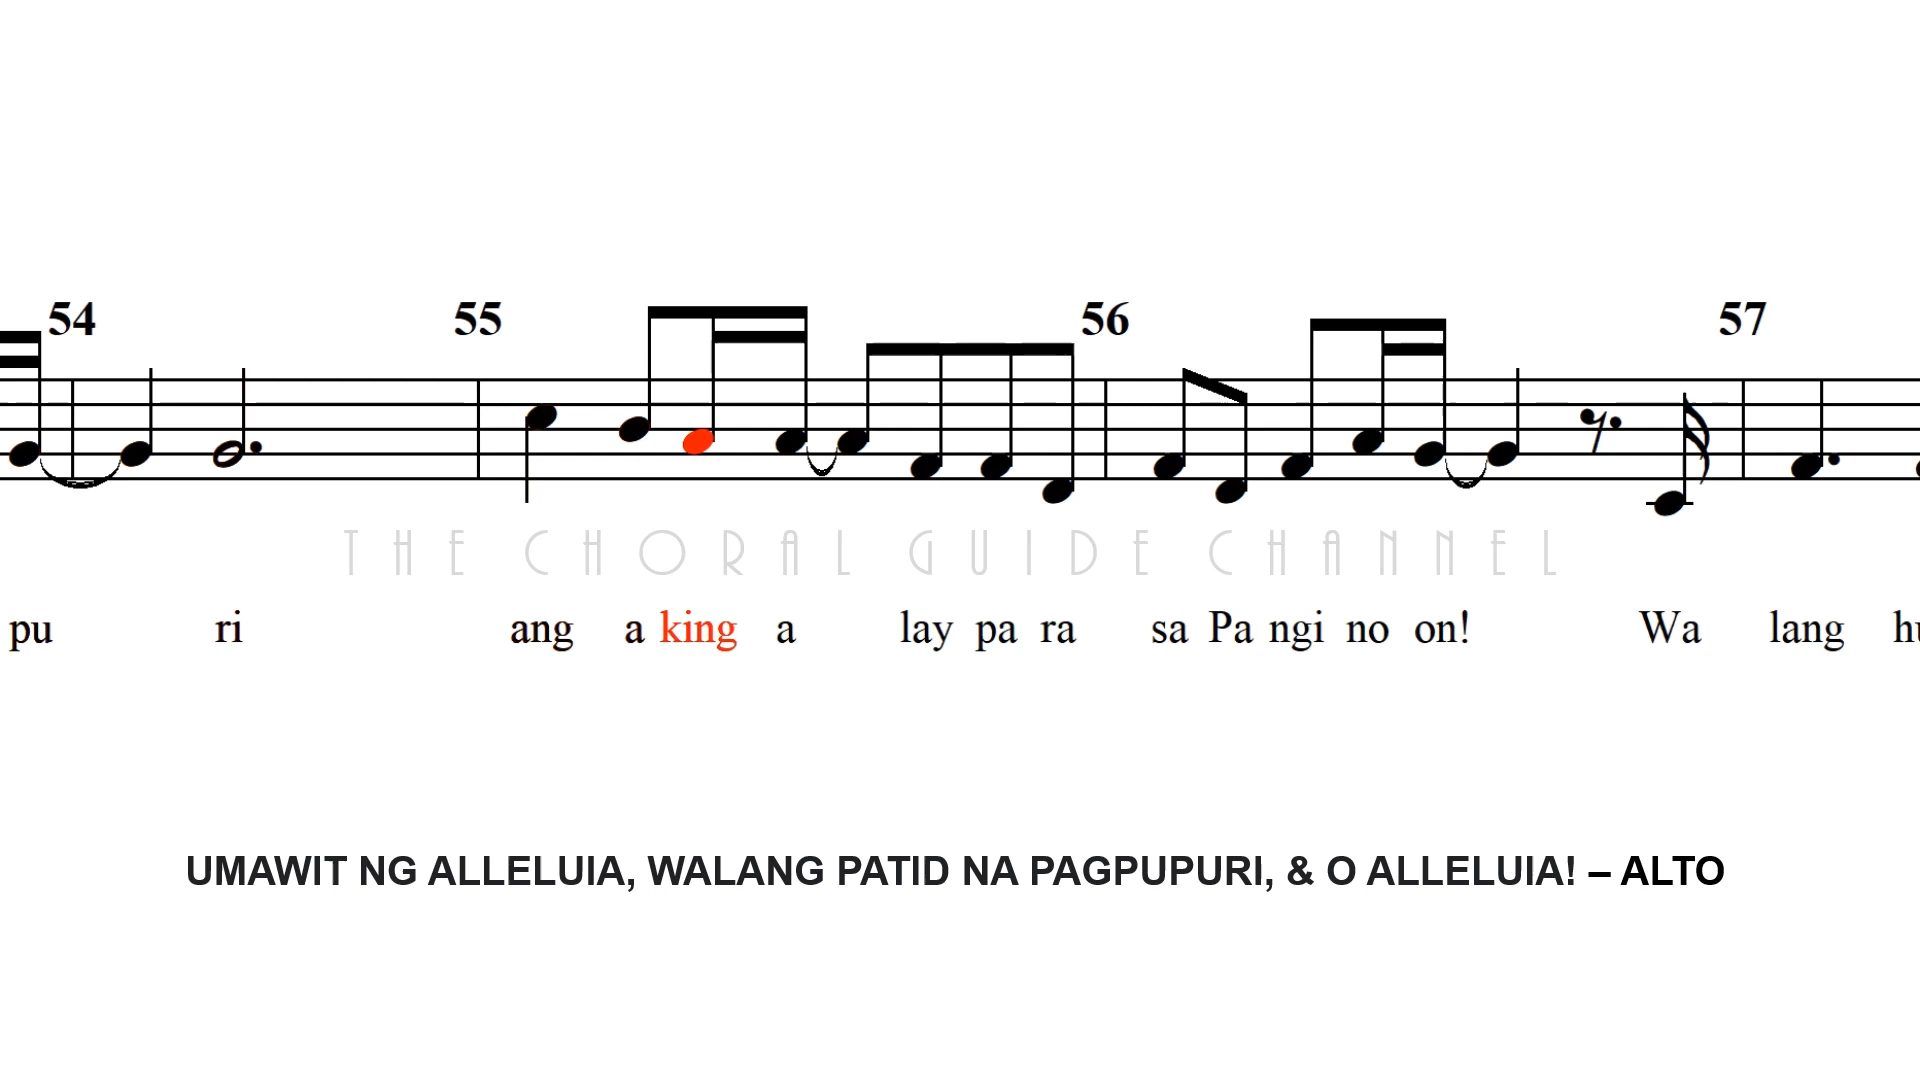 54 55 56 57
THE CHORAL GUIDE CHANNEL
pu ri ang a king a lay pa ra sa Pa ngi no on! Wa lang
UMAWIT NG ALLELUIA, WALANG PATID NA PAGPUPURI, & O ALLELUIA! – ALTO